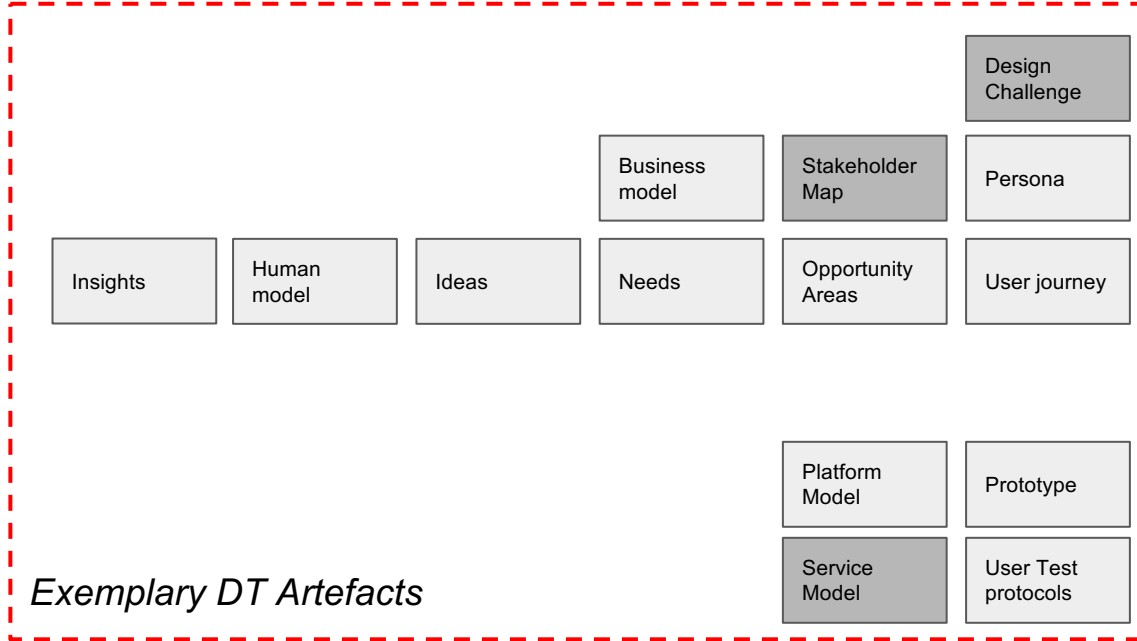 Design
Challenge
Business
model
Stakeholder
Map
Persona
Insights
Human
model
Ideas
Needs
Opportunity
Areas
User journey
Platform
Model
Prototype
Service
Model
User Test
protocols
Exemplary DT Artefacts